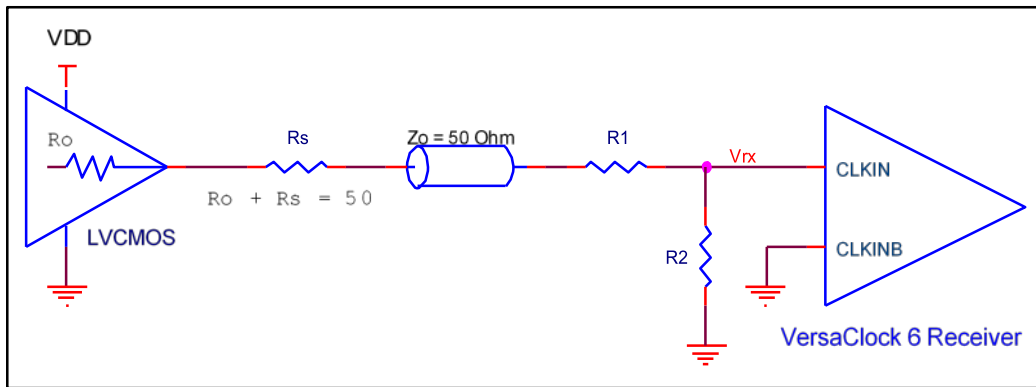 VDD
Ro
Rs
Zo = 50 Ohm
R1
Vrx
CLKIN
Ro + Rs = 50
LVCMOS
R2
CLKINB
VersaClock 6 Receiver